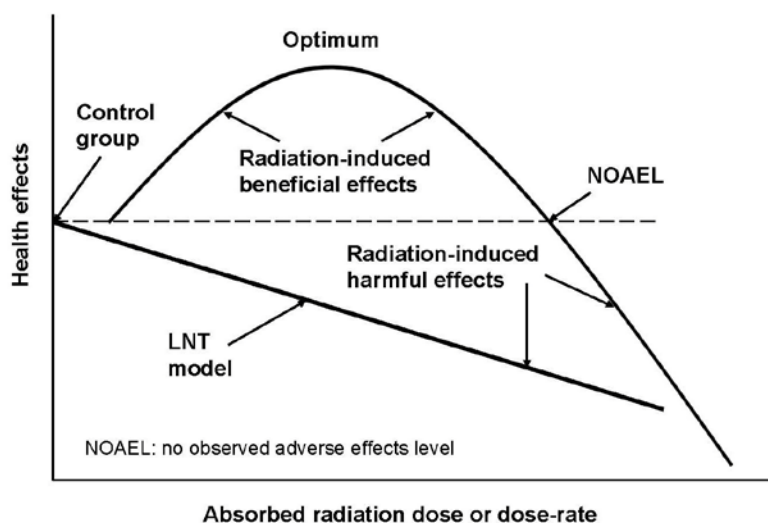 Optimum
Control
group
Radiation-induced
beneficial effects
NOAEL
Health effects
Radiation-induced
harmful effects
LNT
model
NOAEL: no observed adverse effects level
Absorbed radiation dose or dose-rate